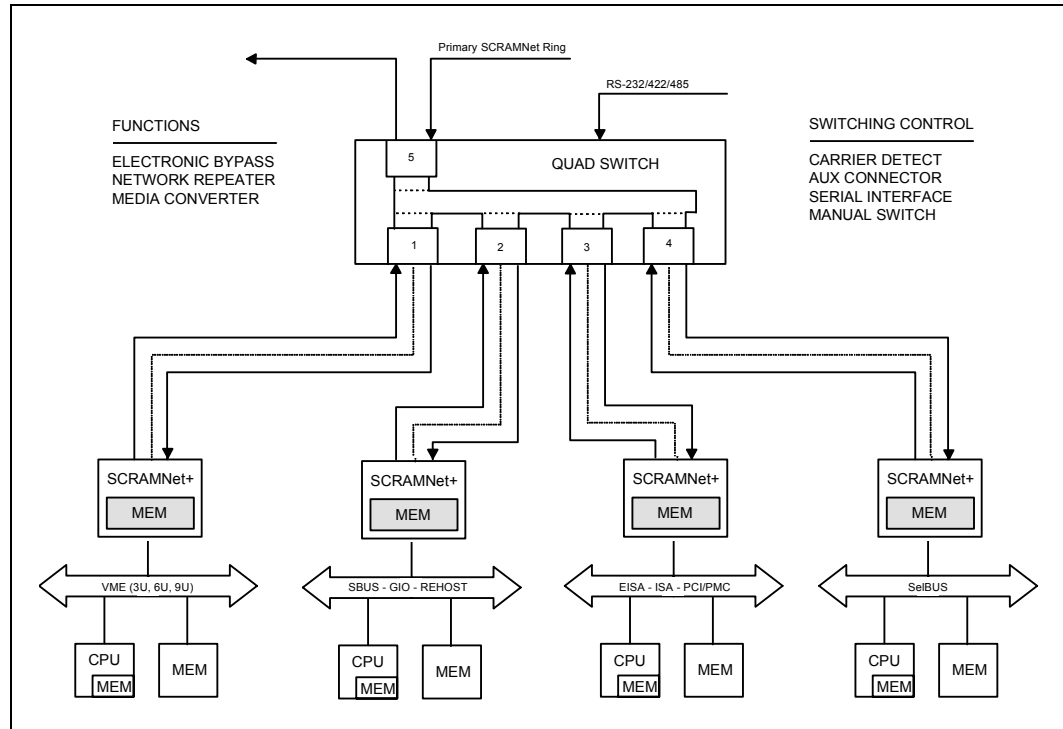 Primary SCRAMNet Ring
RS-232/422/485
FUNCTIONS
ELECTRONIC BYPASS
NETWORK REPEATER
MEDIA CONVERTER
SWITCHING CONTROL
CARRIER DETECT
AUX CONNECTOR
SERIAL INTERFACE
MANUAL SWITCH
5
QUAD SWITCH
1
2
3
4
SCRAMNet+
MEM
SCRAMNet+
MEM
SCRAMNet+
MEM
SCRAMNet+
MEM
VME (3U, 6U, 9U)
SBUS - GIO - REHOST
EISA - ISA - PCI/PMC
SelBUS
CPU
MEM
MEM
CPU
MEM
MEM
CPU
MEM
MEM
CPU
MEM
MEM